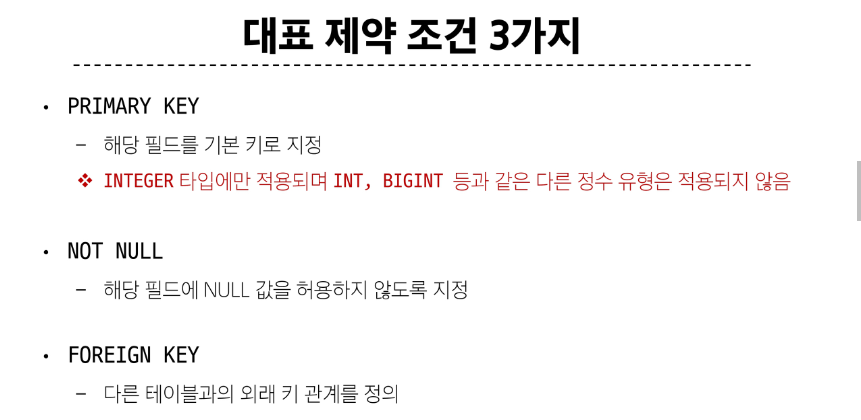 대표 제약 조건 3가지
• PRIMARY KEY
– 해당 필드를 기본 키로 지정
❖ INTEGER 타입에만 적용되며 INT, BIGINT 등과 같은 다른 정수 유형은 적용되지 않음
• NOT NULL
– 해당 필드에 NULL 값을 허용하지 않도록 지정
• FOREIGN KEY
– 다른 테이블과의 외래 키 관계를 정의